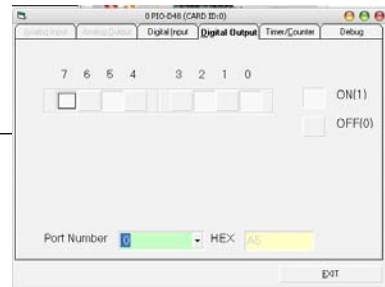 0 PIO-D48 (CARD ID:0)
Analog Input Analog Output Digital Input Digital Output Timer/Counter Debug
7 6 5 4 3 2 1 0
ON(1)
OFF(0)
Port Number 0 HEX A5
EXIT